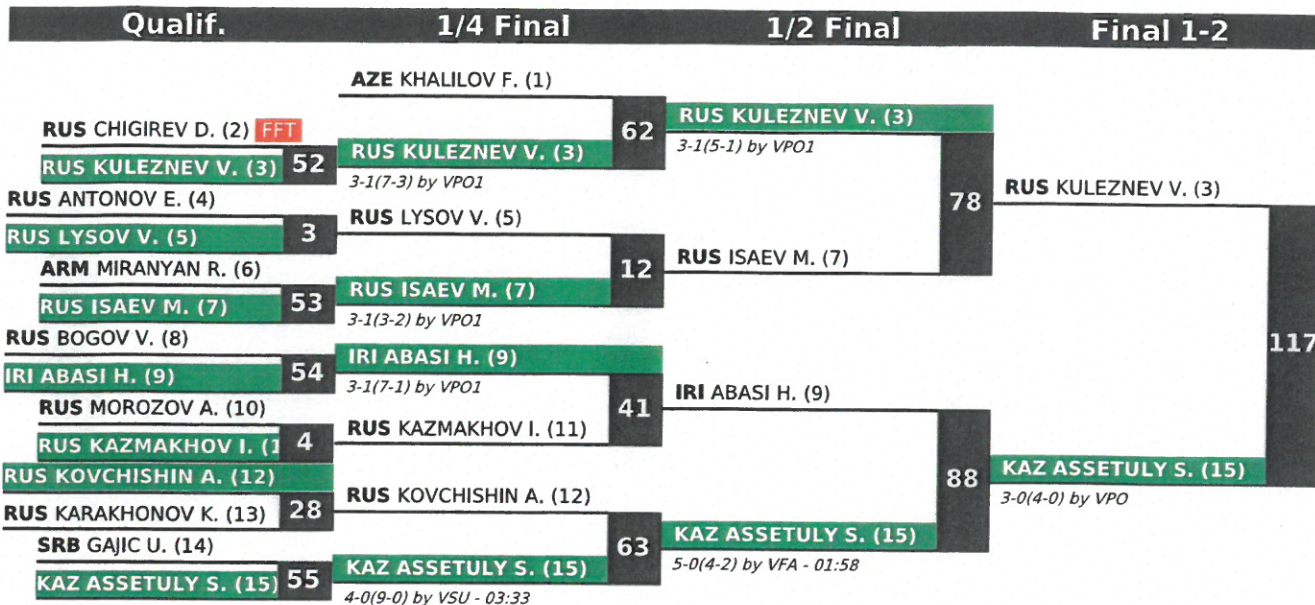 Qualif.
1/4 Final
1/2 Final
Final 1-2
RUS CHIGIREV D. (2) FFT
RUS KULEZNEV V. (3)
52
RUS ANTONOV E. (4)
RUS LYSOV V. (5)
3
ARM MIRANYAN R. (6)
RUS ISAEV M. (7)
53
RUS BOGOV V. (8)
IRI ABASI H. (9)
54
RUS MOROZOV A. (10)
RUS KAZMAKHOV I. (1
4
RUS KOVCHISHIN A. (12)
RUS KARAKHONOV K. (13)
28
SRB GAJIC U. (14)
KAZ ASSETULY S. (15)
55
AZE KHALILOV F. (1)
RUS KULEZNEV V. (3)
3-1(7-3) by VPO1
62
RUS LYSOV V. (5)
RUS ISAEV M. (7)
3-1(3-2) by VPO1
12
IRI ABASI H. (9)
3-1(7-1) by VPO1
RUS KAZMAKHOV I. (11)
41
RUS KOVCHISHIN A. (12)
KAZ ASSETULY S. (15)
4-0(9-0) by VSU - 03:33
63
RUS KULEZNEV V. (3)
3-1(5-1) by VPO1
RUS ISAEV M. (7)
78
IRI ABASI H. (9)
KAZ ASSETULY S. (15)
5-0(4-2) by VFA - 01:58
88
RUS KULEZNEV V. (3)
KAZ ASSETULY S. (15)
3-0(4-0) by VPO
117